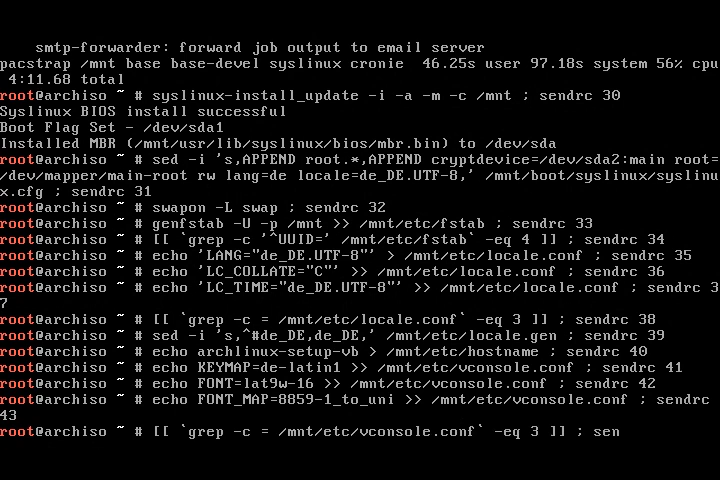 smtp-forwarder: forward job output to email server
pacstrap /mnt base base-devel syslinux cronie  46.25s user 97.18s system 56% cpu
 4:11.68 total
root@archiso ~ # syslinux-install_update -i -a -m -c /mnt ; sendrc 30
Syslinux BIOS install successful
Boot Flag Set - /dev/sda1
Installed MBR (/mnt/usr/lib/syslinux/bios/mbr.bin) to /dev/sda
root@archiso ~ # sed -i 's,APPEND root.*,APPEND cryptdevice=/dev/sda2:main root=
/dev/mapper/main-root rw lang=de locale=de_DE.UTF-8,' /mnt/boot/syslinux/syslinu
x.cfg ; sendrc 31
root@archiso ~ # swapon -L swap ; sendrc 32
root@archiso ~ # genfstab -U -p /mnt >> /mnt/etc/fstab ; sendrc 33
root@archiso ~ # [[ `grep -c '^UUID=' /mnt/etc/fstab` -eq 4 ]] ; sendrc 34
root@archiso ~ # echo 'LANG="de_DE.UTF-8"' > /mnt/etc/locale.conf ; sendrc 35
root@archiso ~ # echo 'LC_COLLATE="C"' >> /mnt/etc/locale.conf ; sendrc 36
root@archiso ~ # echo 'LC_TIME="de_DE.UTF-8"' >> /mnt/etc/locale.conf ; sendrc 3
7
root@archiso ~ # [[ `grep -c = /mnt/etc/locale.conf` -eq 3 ]] ; sendrc 38
root@archiso ~ # sed -i 's,^#de_DE,de_DE,' /mnt/etc/locale.gen ; sendrc 39
root@archiso ~ # echo archlinux-setup-vb > /mnt/etc/hostname ; sendrc 40
root@archiso ~ # echo KEYMAP=de-latin1 >> /mnt/etc/vconsole.conf ; sendrc 41
root@archiso ~ # echo FONT=lat9w-16 >> /mnt/etc/vconsole.conf ; sendrc 42
root@archiso ~ # echo FONT_MAP=8859-1_to_uni >> /mnt/etc/vconsole.conf ; sendrc
43
root@archiso ~ # [[ `grep -c = /mnt/etc/vconsole.conf` -eq 3 ]] ; sen